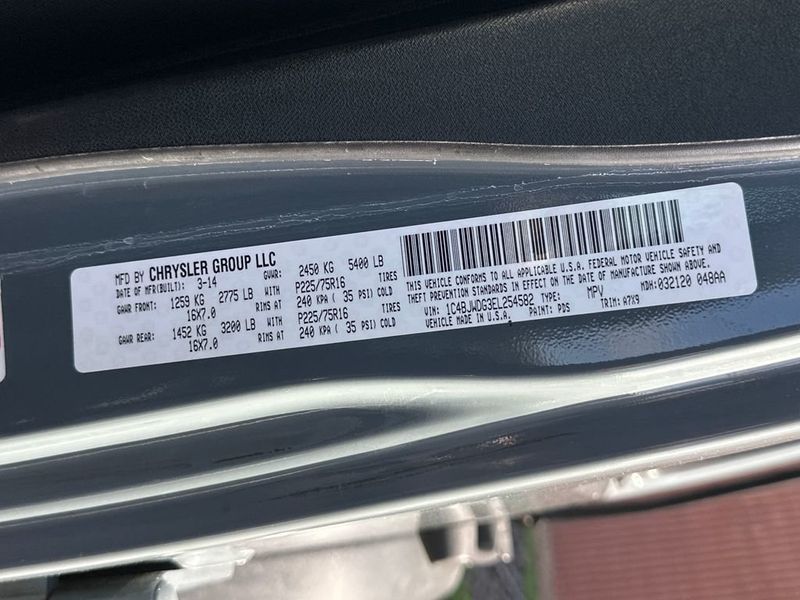 MFD BY CHRYSLER GROUP LLC
DATE OF MFR(BUILT): 3-14 GVWR: 2450 KG 5400 LB
GAWR FRONT: 1259 KG 2775 LB P225/75R16 TIRES
16X7.0 RIMS AT 240 KPA ( 35 PSI) COLD
GAWR REAR: 1452 KG 3200 LB P225/75R16 TIRES
16X7.0 RIMS AT 240 KPA ( 35 PSI) COLD
THIS VEHICLE CONFORMS TO ALL APPLICABLE U.S.A. FEDERAL MOTOR VEHICLE SAFETY AND
THEFT PREVENTION STANDARDS IN EFFECT ON THE DATE OF MANUFACTURE SHOWN ABOVE.
VIN: 1C4BJWDG3EL254582 TYPE: MPV MDH:032120 048AA
VEHICLE MADE IN U.S.A. PAINT: PDS TRIM: A7X9